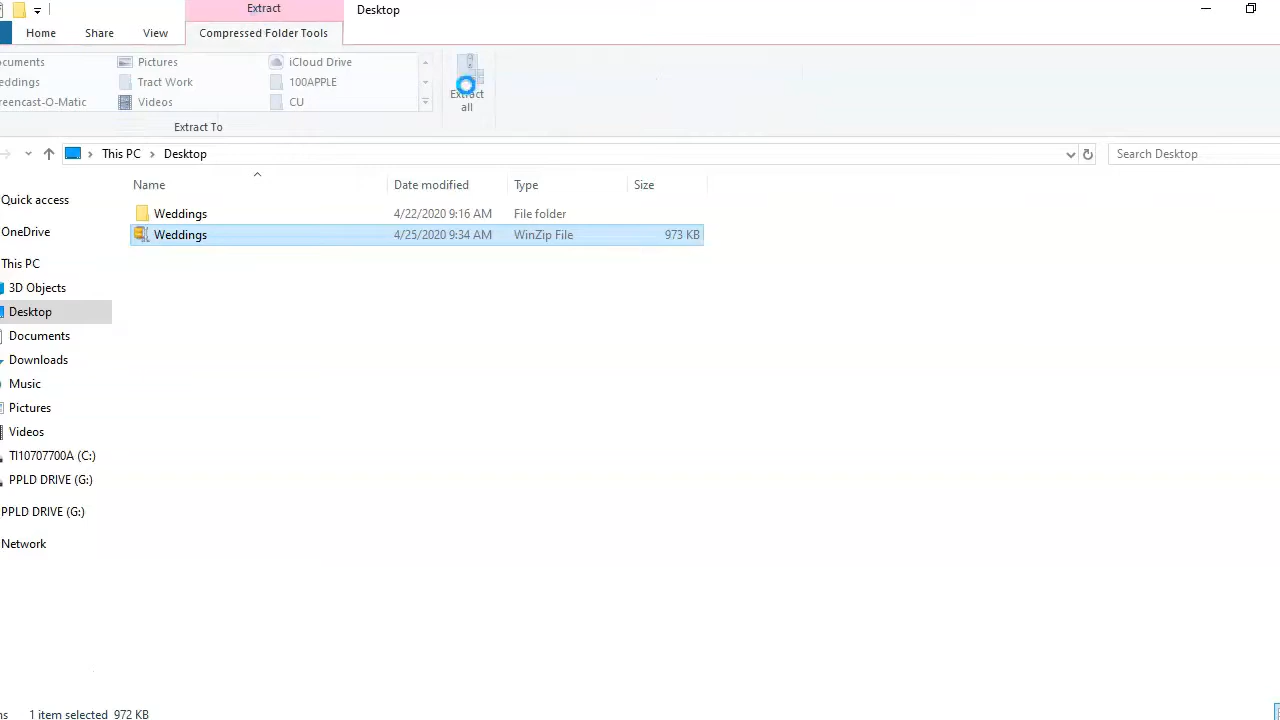 Extract
Desktop
Home Share View Compressed Folder Tools
cuments Pictures iCloud Drive
eddings Tract Work 100APPLE
reencast-O-Matic Videos CU
Extract
all
Extract To
This PC Desktop
Search Desktop
Name Date modified Type Size
Weddings 4/22/2020 9:16 AM File folder
Weddings 4/25/2020 9:34 AM WinZip File 973 KB
Quick access
OneDrive
This PC
3D Objects
Desktop
Documents
Downloads
Music
Pictures
Videos
TI10707700A (C:)
PPLD DRIVE (G:)
PPLD DRIVE (G:)
Network
ns 1 item selected 972 KB